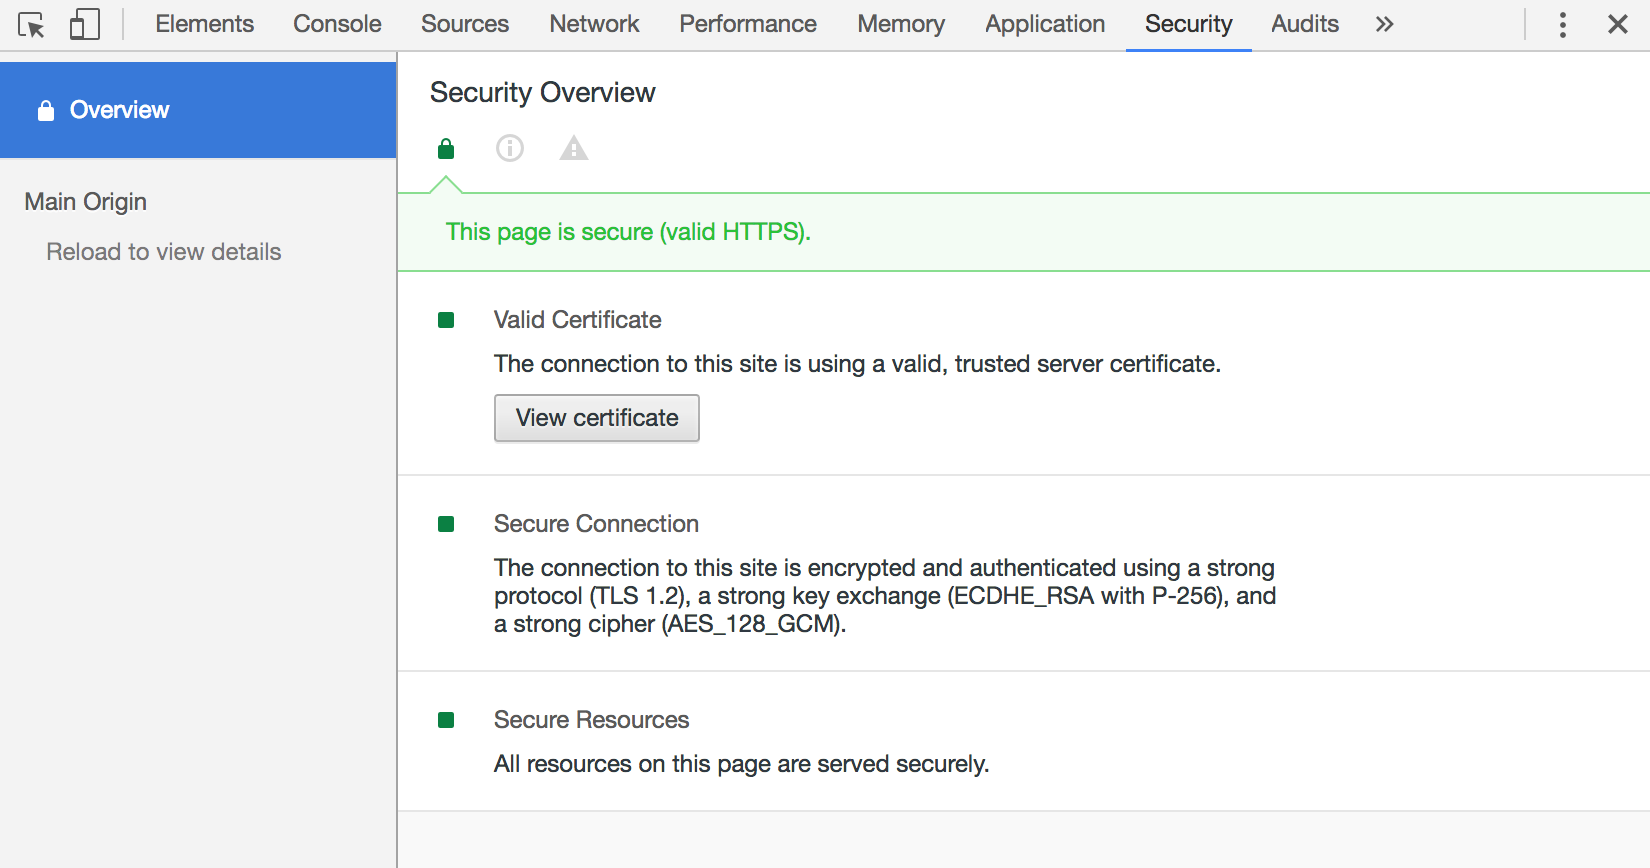 Elements Console Sources Network Performance Memory Application Security Audits »
Overview
Main Origin
Reload to view details
Security Overview
This page is secure (valid HTTPS).
Valid Certificate
The connection to this site is using a valid, trusted server certificate.
View certificate
Secure Connection
The connection to this site is encrypted and authenticated using a strong
protocol (TLS 1.2), a strong key exchange (ECDHE_RSA with P-256), and
a strong cipher (AES_128_GCM).
Secure Resources
All resources on this page are served securely.